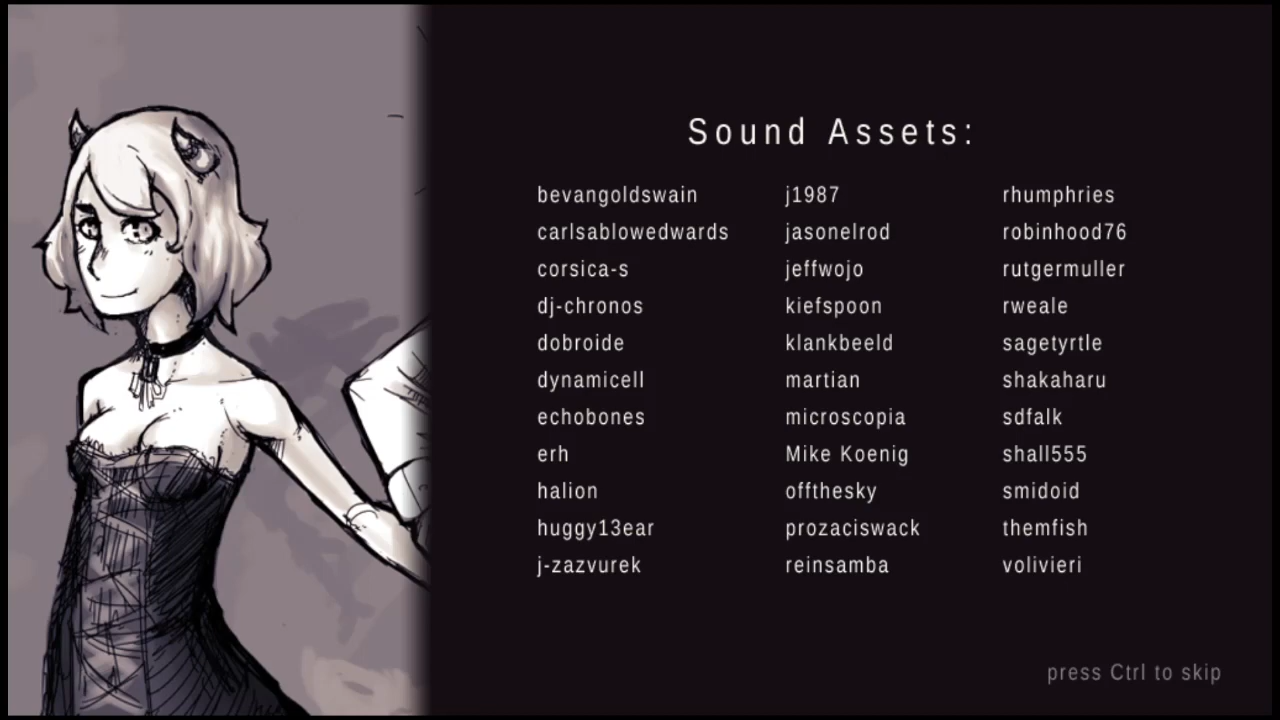 Sound Assets:
bevangoldswain
carlsablowedwards
corsica-s
dj-chronos
dobroide
dynamicell
echobones
erh
halion
huggy13ear
j-zazvurek
j1987
jasonelrod
jeffwojo
kiefspoon
klankbeeld
martian
microscopia
Mike Koenig
offthesky
prozaciswack
reinsamba
rhumphries
robinhood76
rutgermuller
rweale
sagetyrtle
shakaharu
sdfalk
shall555
smidoid
themfish
volivieri
press Ctrl to skip